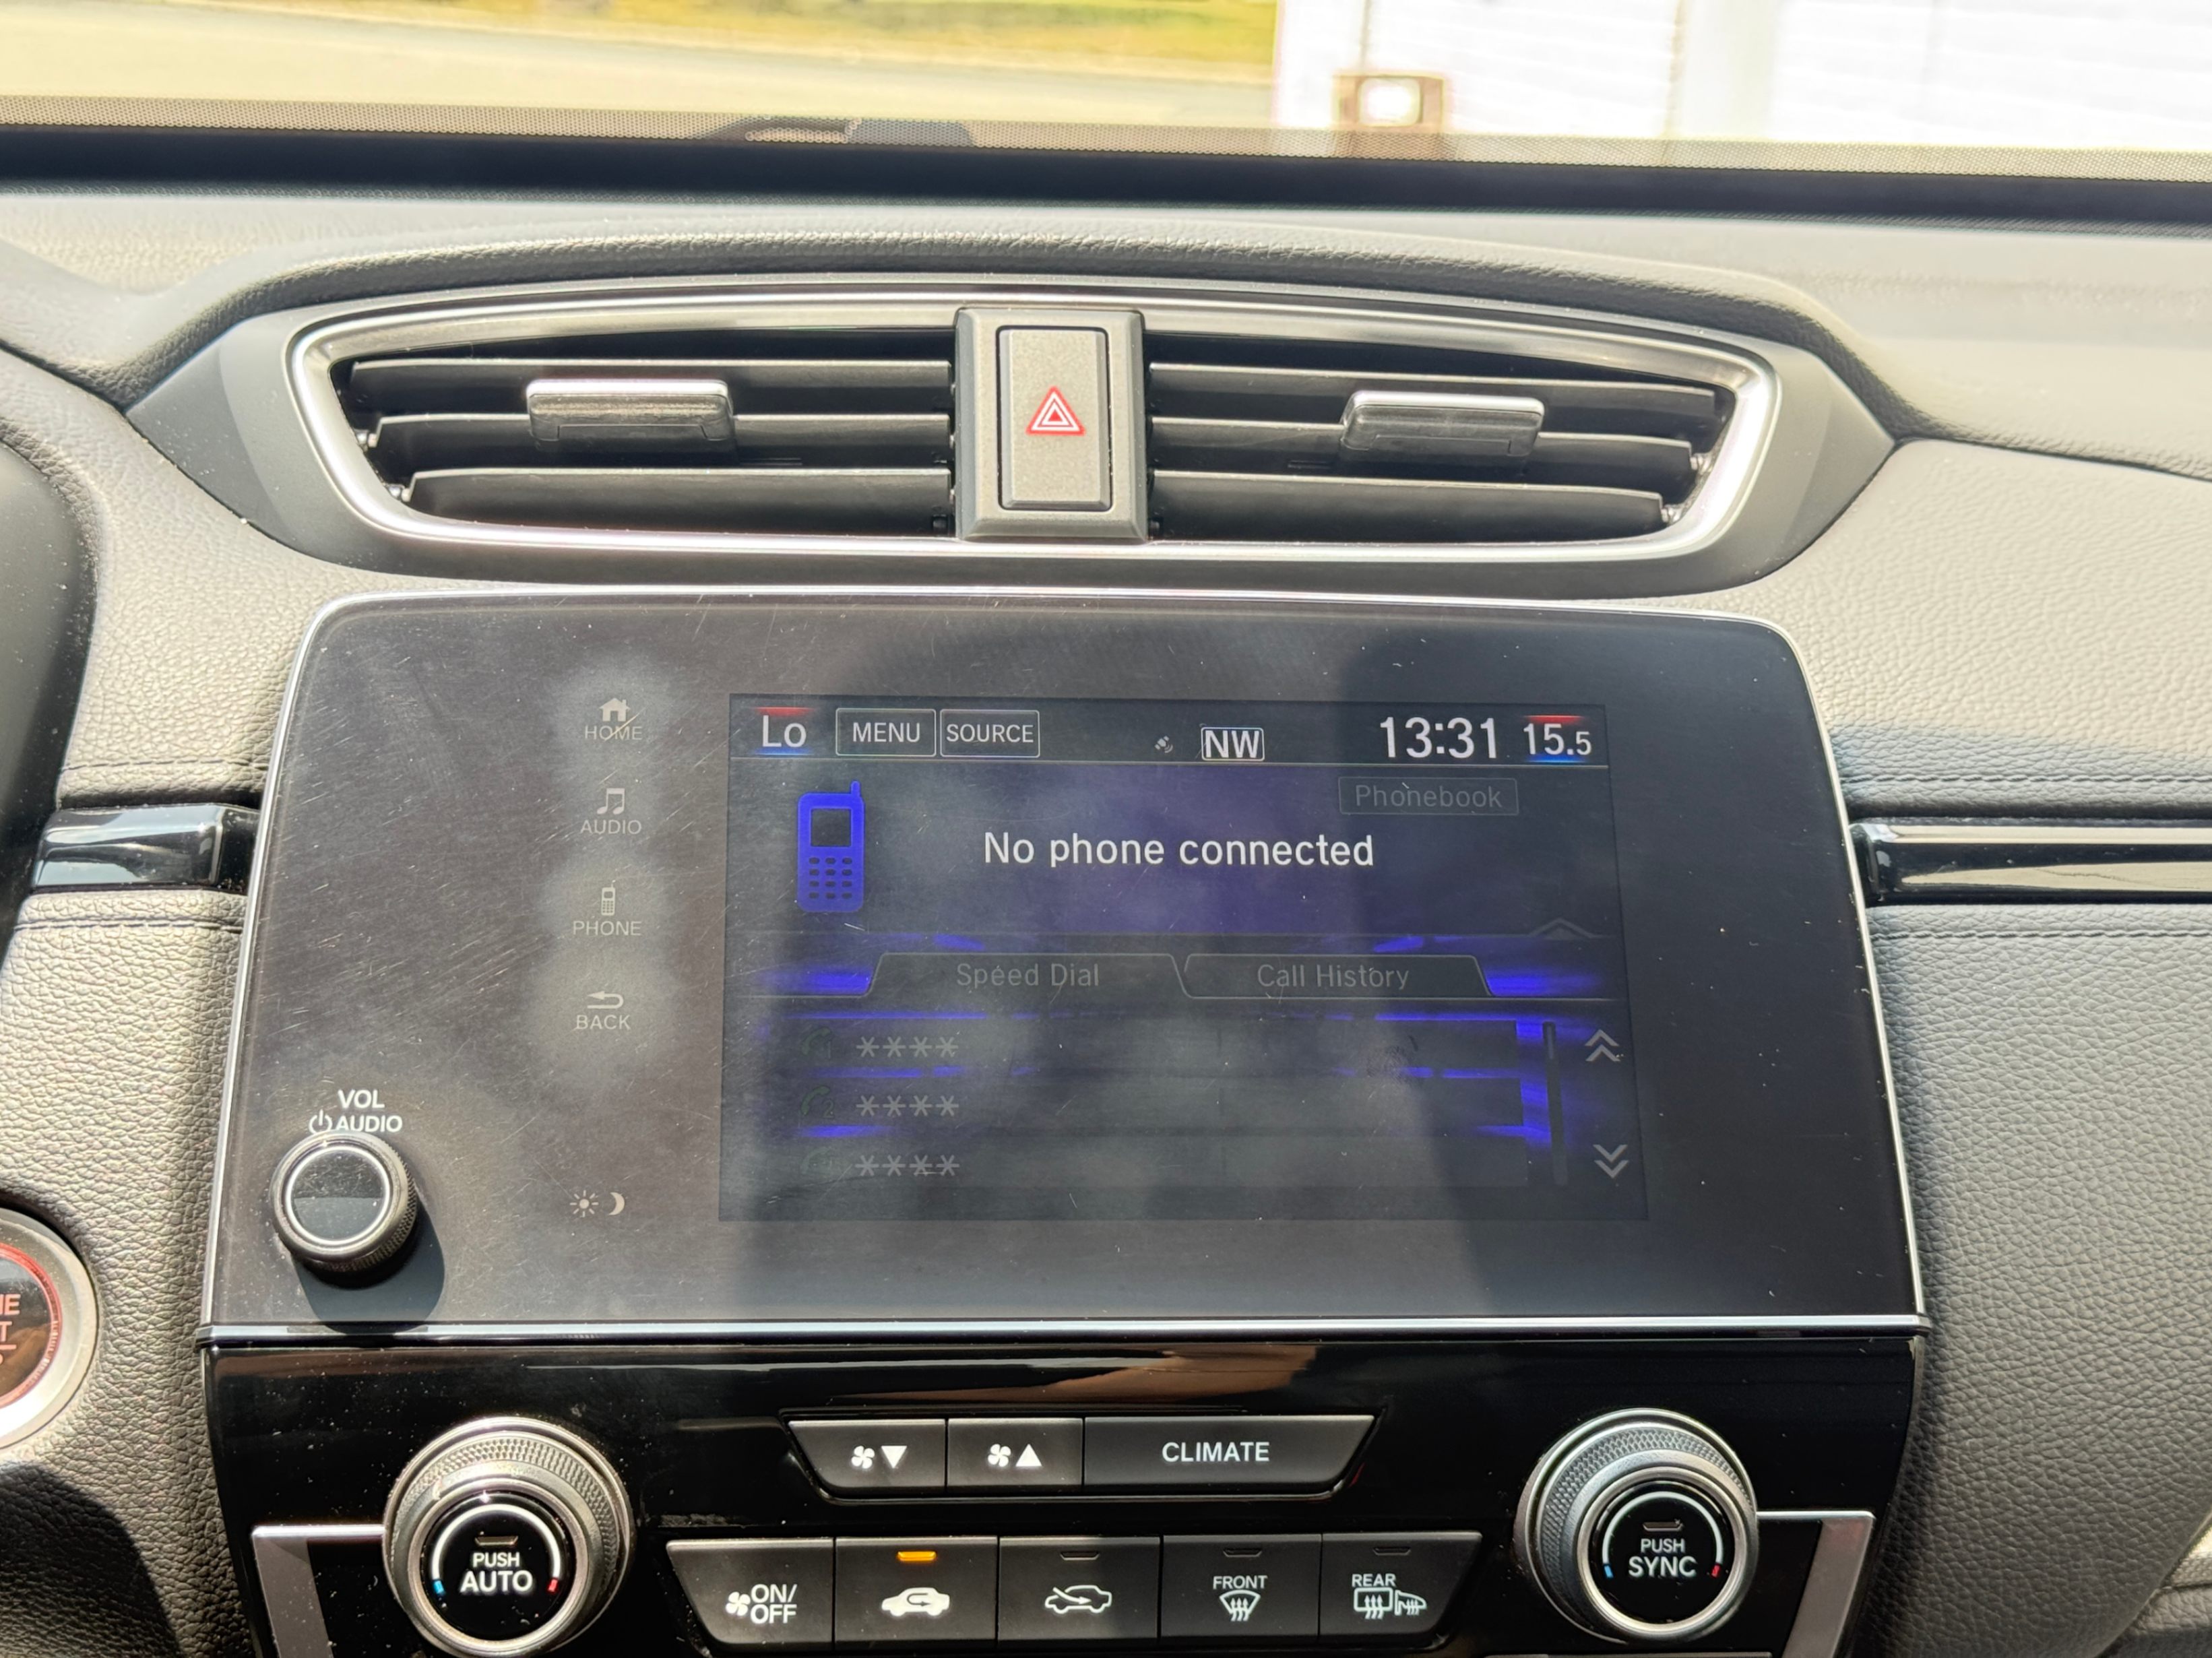 Lo MENU SOURCE NW 13:31 15.5
HOME
Phonebook
AUDIO
No phone connected
PHONE
Speed Dial Call History
BACK
****
****
****
VOL
AUDIO
CLIMATE
PUSH
AUTO
ON/
OFF
FRONT
REAR
PUSH
SYNC